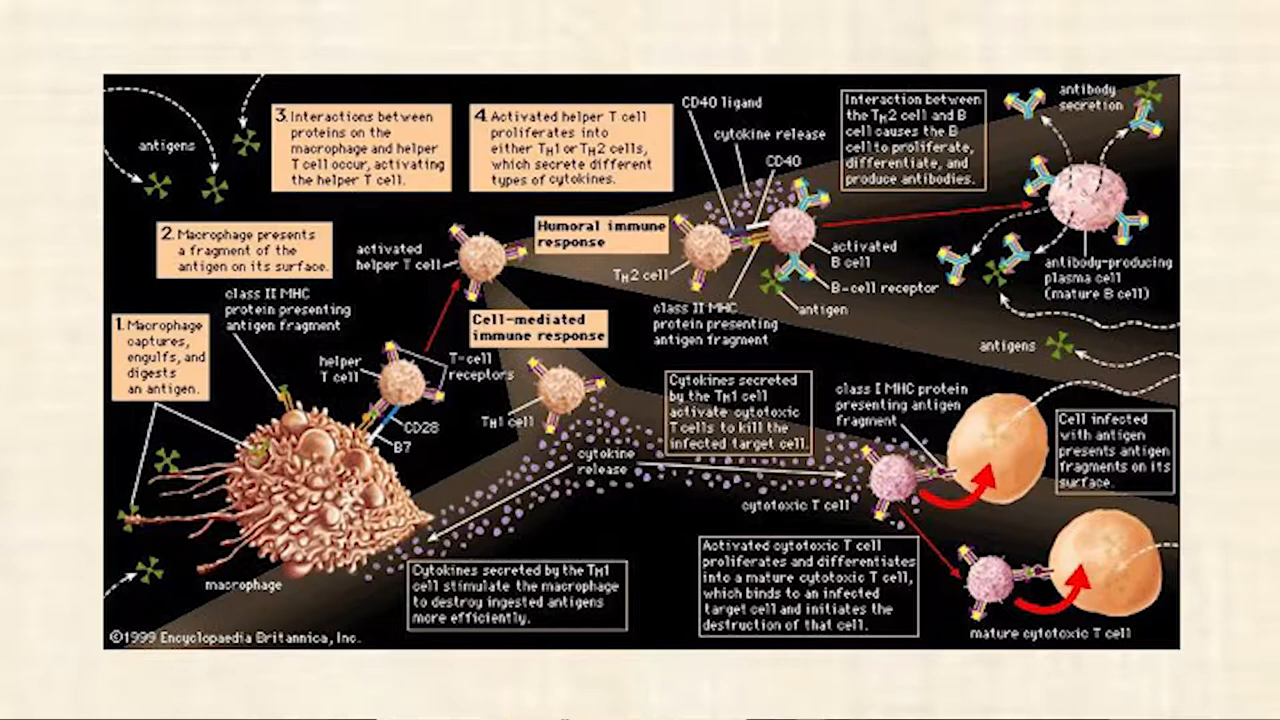 antigens
3. Interactions between
proteins on the
macrophage and helper
T cell occur, activating
the helper T cell.
4. Activated helper T cell
proliferates into
either TH1 or TH2 cells,
which secrete different
types of cytokines.
CD40 ligand
cytokine release
CD40
Interaction between
the TH2 cell and B
cell causes the B
cell to proliferate,
differentiate, and
produce antibodies.
antibody
secretion
2. Macrophage presents
a fragment of the
antigen on its surface.
activated
helper T cell
Humoral immune
response
TH2 cell
activated
B cell
B-cell receptor
antigen
class II MHC
protein presenting
antigen fragment
antibody-producing
plasma cell
(mature B cell)
antigens
class II MHC
protein presenting
antigen fragment
1. Macrophage
captures,
engulfs, and
digests
an antigen.
helper
T cell
T-cell
receptors
CD28
B7
Cell-mediated
immune response
TH1 cell
cytokine
release
Cytokines secreted
by the TH1 cell
activate cytotoxic
T cells to kill the
infected target cell.
class I MHC protein
presenting antigen
fragment
Cell infected
with antigen
presents antigen
fragments on its
surface.
cytotoxic T cell
macrophage
Cytokines secreted by the TH1
cell stimulate the macrophage
to destroy ingested antigens
more efficiently.
Activated cytotoxic T cell
proliferates and differentiates
into a mature cytotoxic T cell,
which binds to an infected
target cell and initiates the
destruction of that cell.
mature cytotoxic T cell
©1999 Encyclopaedia Britannica, Inc.